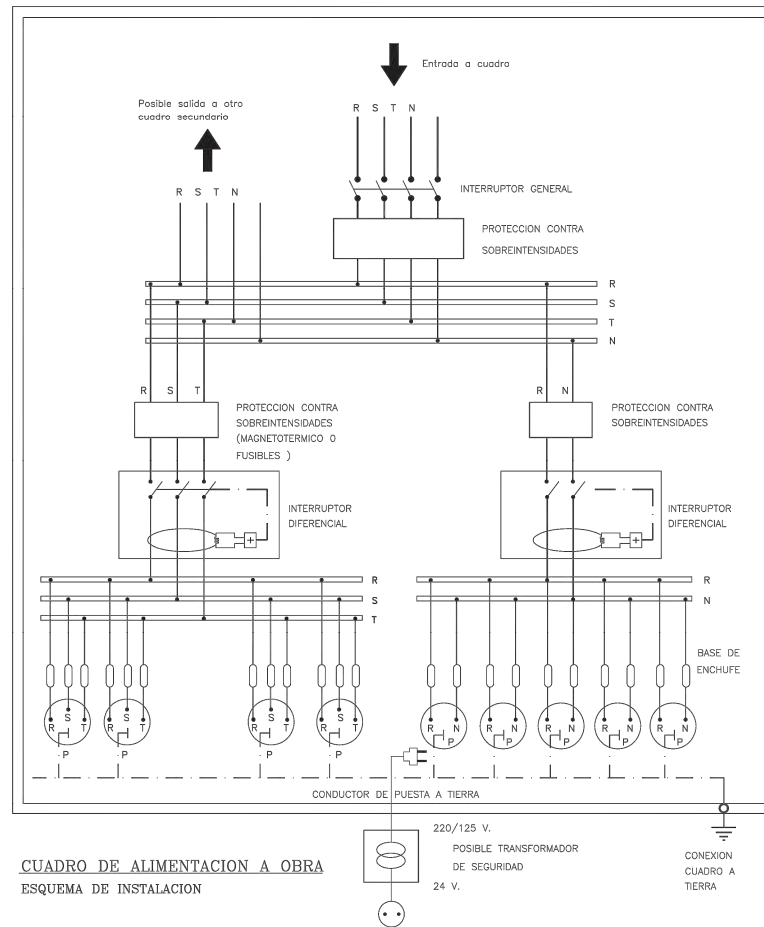 Entrada a cuadro
Posible salida a otro
cuadro secundario
R S T N
R S T N
INTERRUPTOR GENERAL
PROTECCION CONTRA
SOBREINTENSIDADES
R
S
T
N
R S T
R N
PROTECCION CONTRA
SOBREINTENSIDADES
(MAGNETOTERMICO O
FUSIBLES )
PROTECCION CONTRA
SOBREINTENSIDADES
INTERRUPTOR
DIFERENCIAL
INTERRUPTOR
DIFERENCIAL
R
S
T
R
N
BASE DE
ENCHUFE
R S T
R S T
R S T
R S T
R N
R N
R N
R N
R N
P P P P
P P P P P
CONDUCTOR DE PUESTA A TIERRA
220/125 V.
POSIBLE TRANSFORMADOR
DE SEGURIDAD
24 V.
CONEXION
CUADRO A
TIERRA
CUADRO DE ALIMENTACION A OBRA
ESQUEMA DE INSTALACION